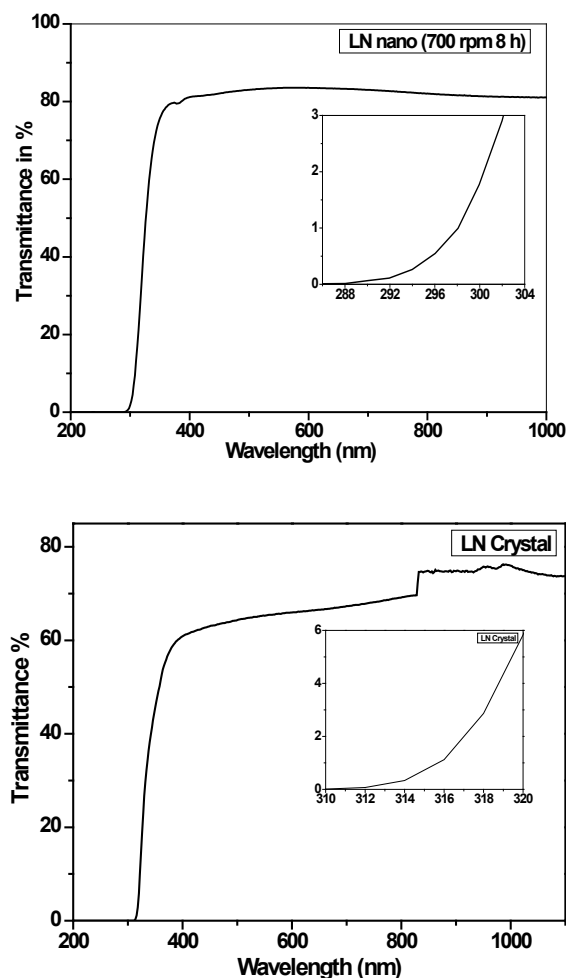 LN nano (700 rpm 8 h)
100
80
60
40
20
0
Transmittance in %
3
2
1
0
288 292 296 300 304
200 400 600 800 1000
Wavelength (nm)
LN Crystal
80
60
40
20
0
Transmittance %
LN Crystal
6
4
2
0
310 312 314 316 318 320
200 400 600 800 1000
Wavelength (nm)